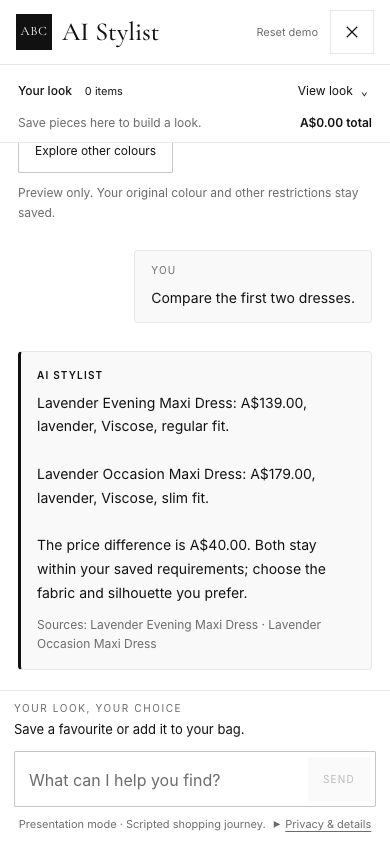 ABC AI Stylist Reset demo ×
Your look 0 items View look
Save pieces here to build a look. A$0.00 total
Explore other colours
Preview only. Your original colour and other restrictions stay
saved.
YOU
Compare the first two dresses.
AI STYLIST
Lavender Evening Maxi Dress: A$139.00,
lavender, Viscose, regular fit.
Lavender Occasion Maxi Dress: A$179.00,
lavender, Viscose, slim fit.
The price difference is A$40.00. Both stay
within your saved requirements; choose the
fabric and silhouette you prefer.
Sources: Lavender Evening Maxi Dress · Lavender
Occasion Maxi Dress
YOUR LOOK, YOUR CHOICE
Save a favourite or add it to your bag.
What can I help you find? SEND
Presentation mode · Scripted shopping journey. ▶ Privacy & details